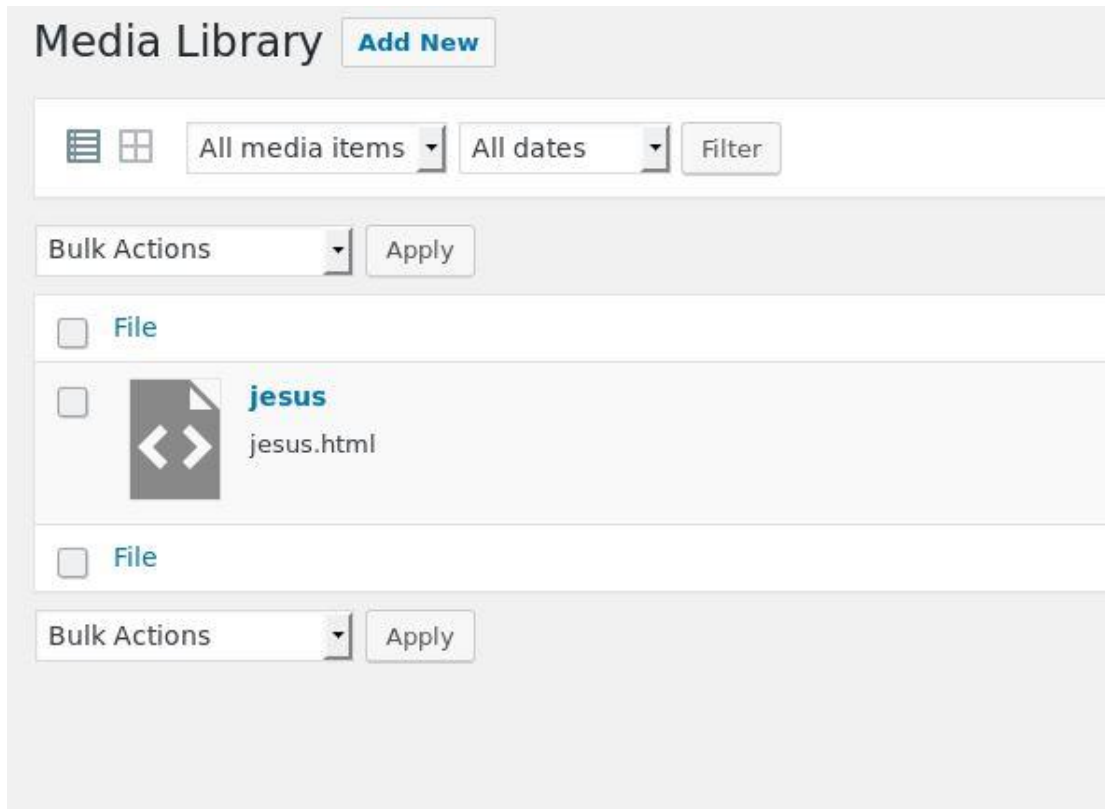 Media Library Add New
All media items All dates Filter
Bulk Actions Apply
File
jesus
jesus.html
File
Bulk Actions Apply